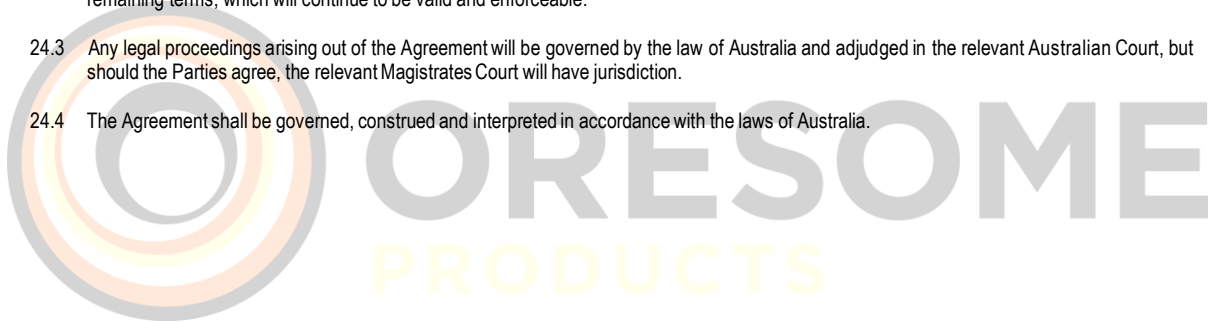 remaining terms, which will continue to be valid and enforceable.
24.3 Any legal proceedings arising out of the Agreement will be governed by the law of Australia and adjudged in the relevant Australian Court, but
should the Parties agree, the relevant Magistrates Court will have jurisdiction.
24.4 The Agreement shall be governed, construed and interpreted in accordance with the laws of Australia.
ORESOME
PRODUCTS